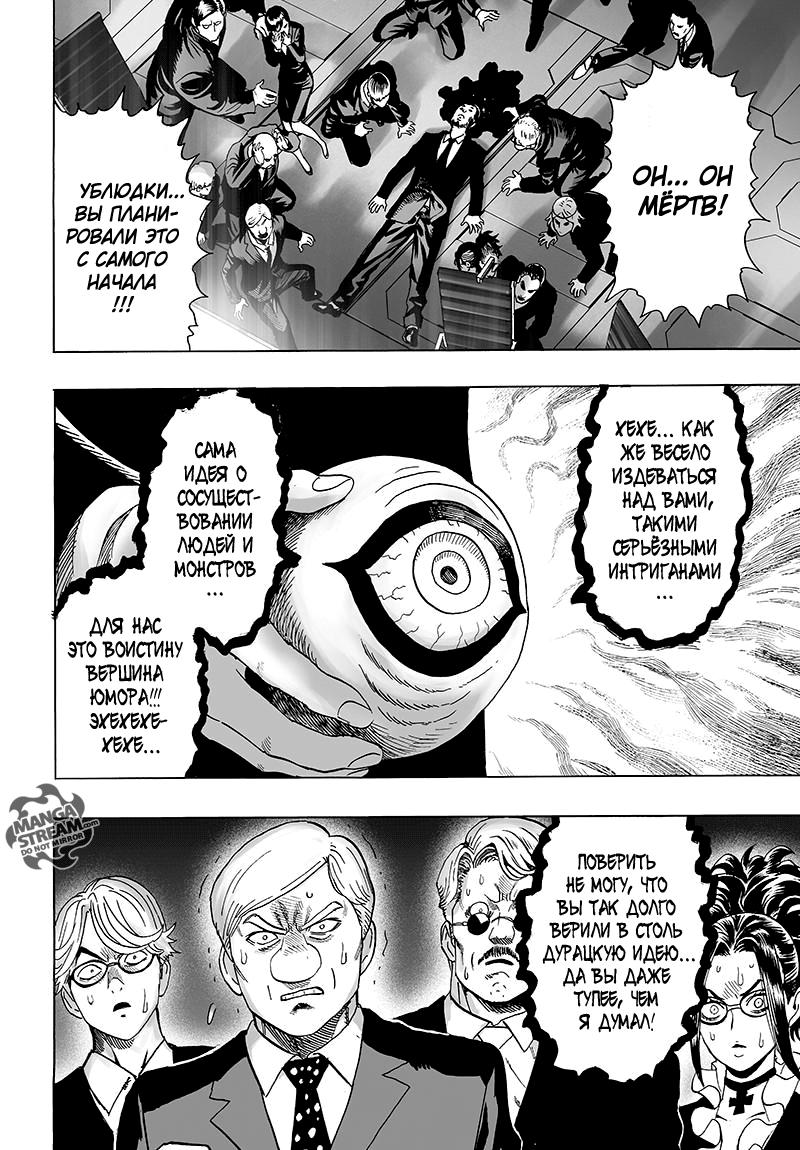 ОН... ОН
МЁРТВ!
УБЛЮДКИ...
ВЫ ПЛАНИ-
РОВАЛИ ЭТО
С САМОГО
НАЧАЛА
!!!
ХЕХЕ... КАК
ЖЕ ВЕСЕЛО
ИЗДЕВАТЬСЯ
НАД ВАМИ,
ТАКИМИ
СЕРЬЁЗНЫМИ
ИНТРИГАНАМИ
...
САМА
ИДЕЯ О
СОСУЩЕСТ-
ВОВАНИИ
ЛЮДЕЙ И
МОНСТРОВ
...
ДЛЯ НАС
ЭТО ВОИСТИНУ
ВЕРШИНА
ЮМОРА!!!
ЭХЕХЕХЕ-
ХЕХЕ...
ПОВЕРИТЬ
НЕ МОГУ, ЧТО
ВЫ ТАК ДОЛГО
ВЕРИЛИ В СТОЛЬ
ДУРАЦКУЮ ИДЕЮ...
ДА ВЫ ДАЖЕ
ТУПЕЕ, ЧЕМ
Я ДУМАЛ!
MANGA
STREAM.com
DO NOT MIRROR